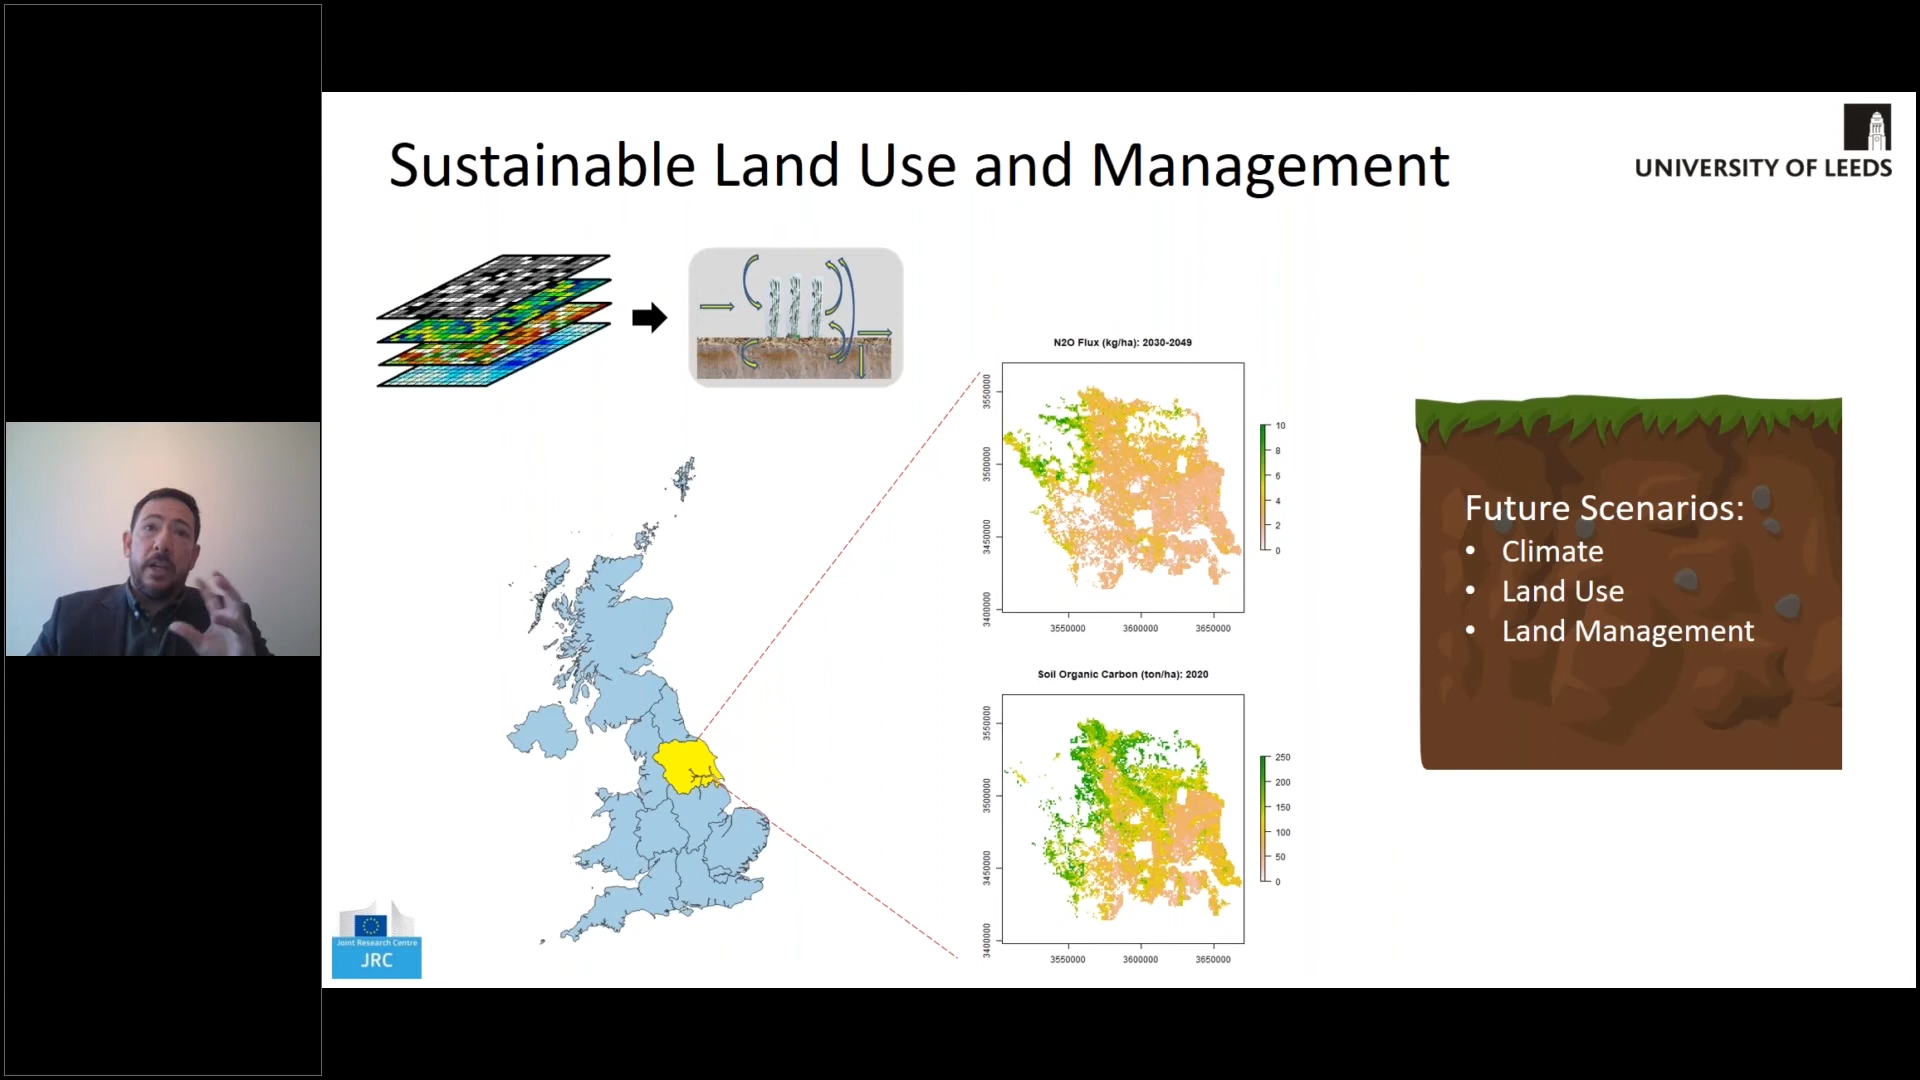 Sustainable Land Use and Management
UNIVERSITY OF LEEDS
N2O Flux (kg/ha): 2030-2049
3550000
3500000
3450000
3400000
3550000
3600000
3650000
10
8
6
4
2
0
Soil Organic Carbon (ton/ha): 2020
3550000
3500000
3450000
3400000
3550000
3600000
3650000
250
200
150
100
50
0
Future Scenarios:
• Climate
• Land Use
• Land Management
Joint Research Centre
JRC